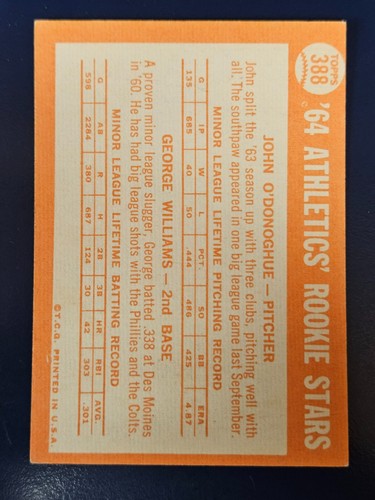 TOPPS
388
'64 ATHLETICS' ROOKIE STARS
JOHN O'DONOGHUE — PITCHER
John split the '63 season up with three clubs, pitching well with
all. The southpaw appeared in one big league game last September.
MINOR LEAGUE LIFETIME PITCHING RECORD
G IP W L PCT. SO BB ERA
135 665 40 50 .444 486 425 4.87
GEORGE WILLIAMS — 2nd BASE
A proven minor league slugger, George batted .338 at Des Moines
in '60. He has had big league shots with the Phillies and the Colts.
MINOR LEAGUE LIFETIME BATTING RECORD
G AB R H 2B 3B HR RBI AVG.
598 2284 380 687 124 30 42 303 .301
©T.C.G. PRINTED IN U.S.A.